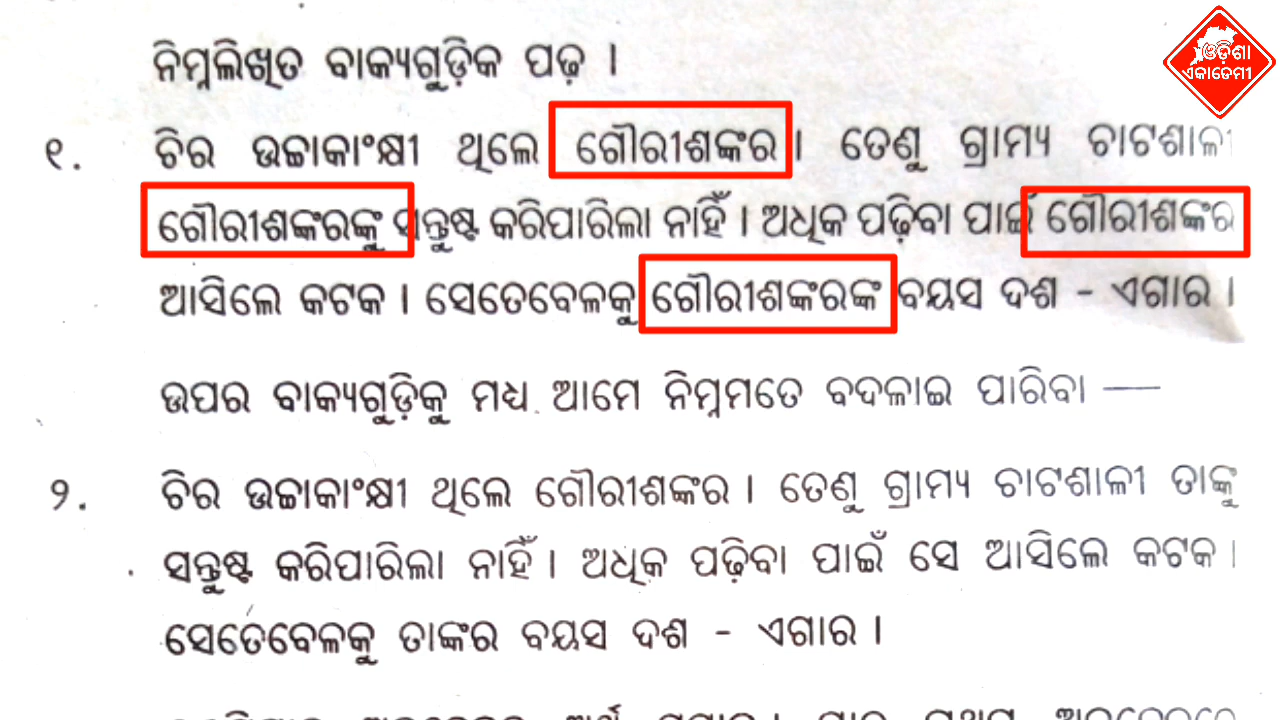 ଓଡ଼ିଶା
ଏକାଡେମୀ
ନିମ୍ନଲିଖିତ ବାକ୍ୟଗୁଡ଼ିକ ପଢ଼ ।
୧. ଚିର ଉଚ୍ଚାକାଂକ୍ଷୀ ଥିଲେ ଗୌରୀଶଙ୍କର । ତେଣୁ ଗ୍ରାମ୍ୟ ଚାଟଶାଳୀ
ଗୌରୀଶଙ୍କରଙ୍କୁ ସନ୍ତୁଷ୍ଟ କରିପାରିଲା ନାହିଁ । ଅଧିକ ପଢ଼ିବା ପାଇଁ ଗୌରୀଶଙ୍କର
ଆସିଲେ କଟକ । ସେତେବେଳକୁ ଗୌରୀଶଙ୍କରଙ୍କ ବୟସ ଦଶ - ଏଗାର ।
ଉପର ବାକ୍ୟଗୁଡ଼ିକୁ ମଧ୍ୟ ଆମେ ନିମ୍ନମତେ ବଦଳାଇ ପାରିବା —
୨. ଚିର ଉଚ୍ଚାକାଂକ୍ଷୀ ଥିଲେ ଗୌରୀଶଙ୍କର । ତେଣୁ ଗ୍ରାମ୍ୟ ଚାଟଶାଳୀ ତାଙ୍କୁ
ସନ୍ତୁଷ୍ଟ କରିପାରିଲା ନାହିଁ । ଅଧିକ ପଢ଼ିବା ପାଇଁ ସେ ଆସିଲେ କଟକ ।
ସେତେବେଳକୁ ତାଙ୍କର ବୟସ ଦଶ - ଏଗାର ।